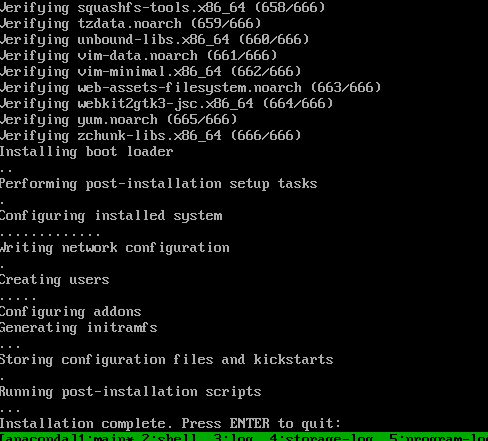 Verifying squashfs-tools.x86_64 (658/666)
Verifying tzdata.noarch (659/666)
Verifying unbound-libs.x86_64 (660/666)
Verifying vim-data.noarch (661/666)
Verifying vim-minimal.x86_64 (662/666)
Verifying web-assets-filesystem.noarch (663/666)
Verifying webkit2gtk3-jsc.x86_64 (664/666)
Verifying yum.noarch (665/666)
Verifying zchunk-libs.x86_64 (666/666)
Installing boot loader
..
Performing post-installation setup tasks
.
Configuring installed system
.............
Writing network configuration
.
Creating users
.....
Configuring addons
Generating initramfs
...
Storing configuration files and kickstarts
.
Running post-installation scripts
...
Installation complete. Press ENTER to quit:
[anaconda]1:main* 2:shell  3:log  4:storage-log  5:program-lo